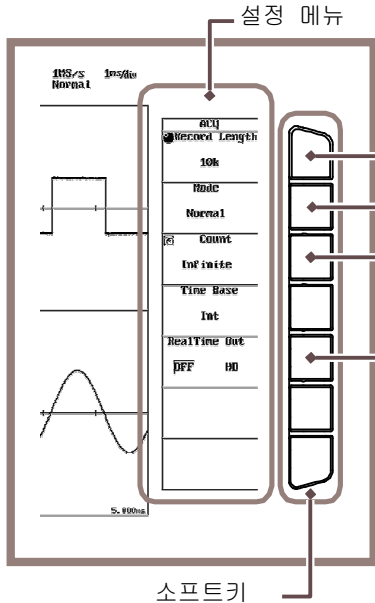 설정 메뉴
1MS/s 1ms/div
Normal
ACQ
Record Length
10k
Mode
Normal
Count
Infinite
Time Base
Int
RealTime Out
OFF HD
5.000ms
소프트키